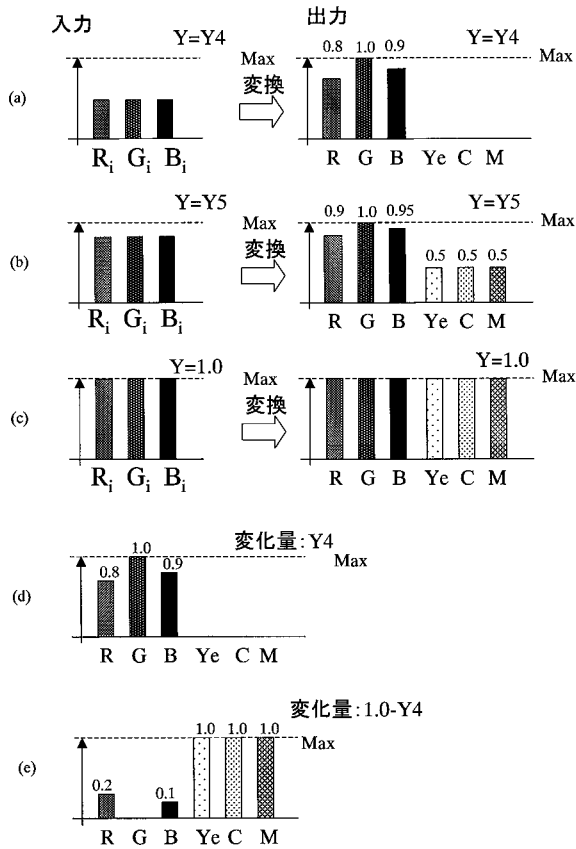 入力 出力
Y=Y4 Y=Y4
0.8 1.0 0.9
Max 変換 Max
(a)
Ri Gi Bi R G B Ye C M
Y=Y5 Y=Y5
0.9 1.0 0.95
Max 変換 Max
(b) 0.5 0.5 0.5
Ri Gi Bi R G B Ye C M
Y=1.0 Y=1.0
Max 変換 Max
(c)
Ri Gi Bi R G B Ye C M
変化量:Y4
0.8 1.0 0.9 Max
(d)
R G B Ye C M
変化量:1.0-Y4
1.0 1.0 1.0
Max
(e) 0.2 0.1
R G B Ye C M